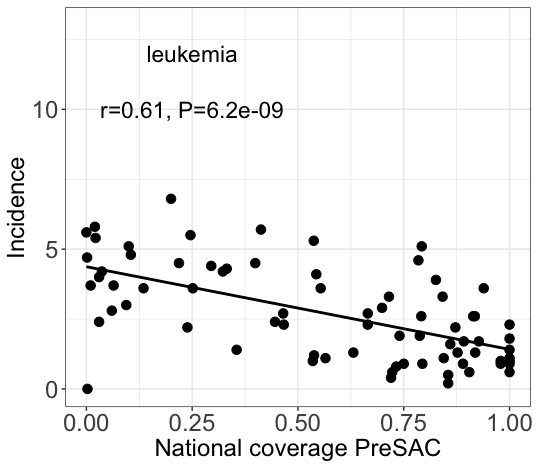 leukemia
r=0.61, P=6.2e-09
Incidence
10
5
0
0.00 0.25 0.50 0.75 1.00
National coverage PreSAC